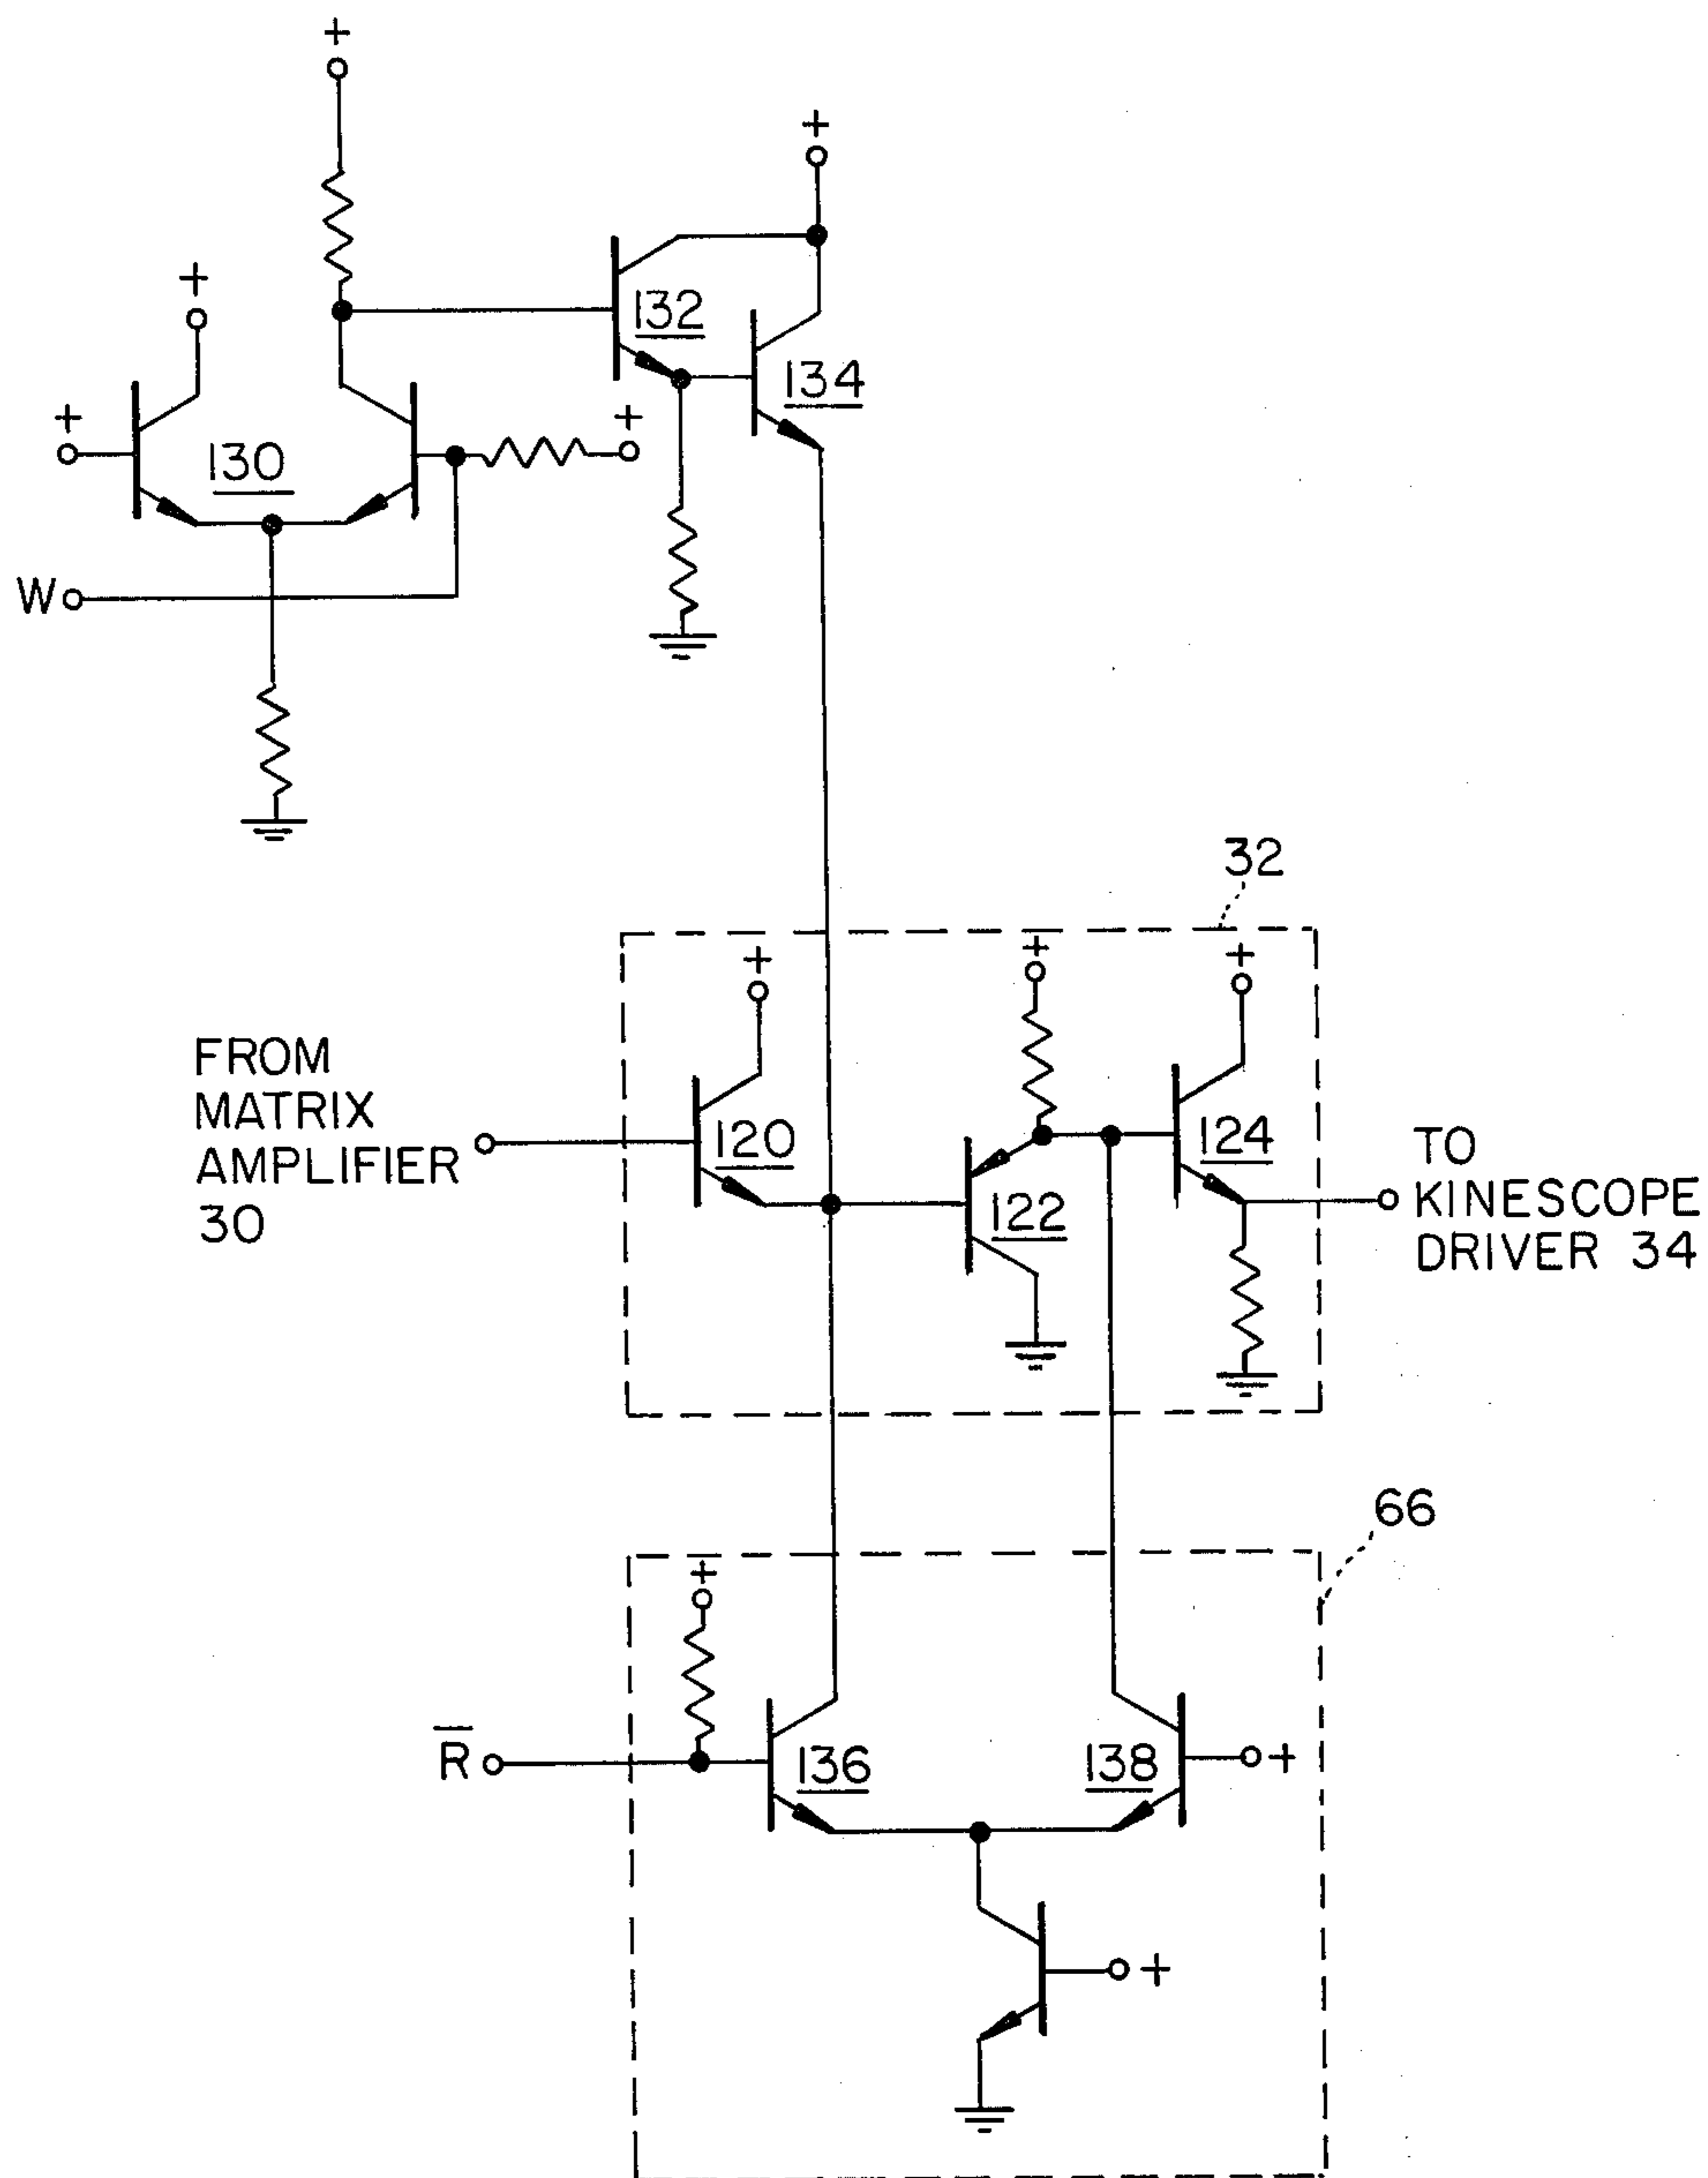 +
+
+
132
+
134
+
130
+
W
32
+
+
+
FROM
MATRIX
AMPLIFIER
30
120
122
124
TO
KINESCOPE
DRIVER 34
66
+
R̅
136
138
+
+